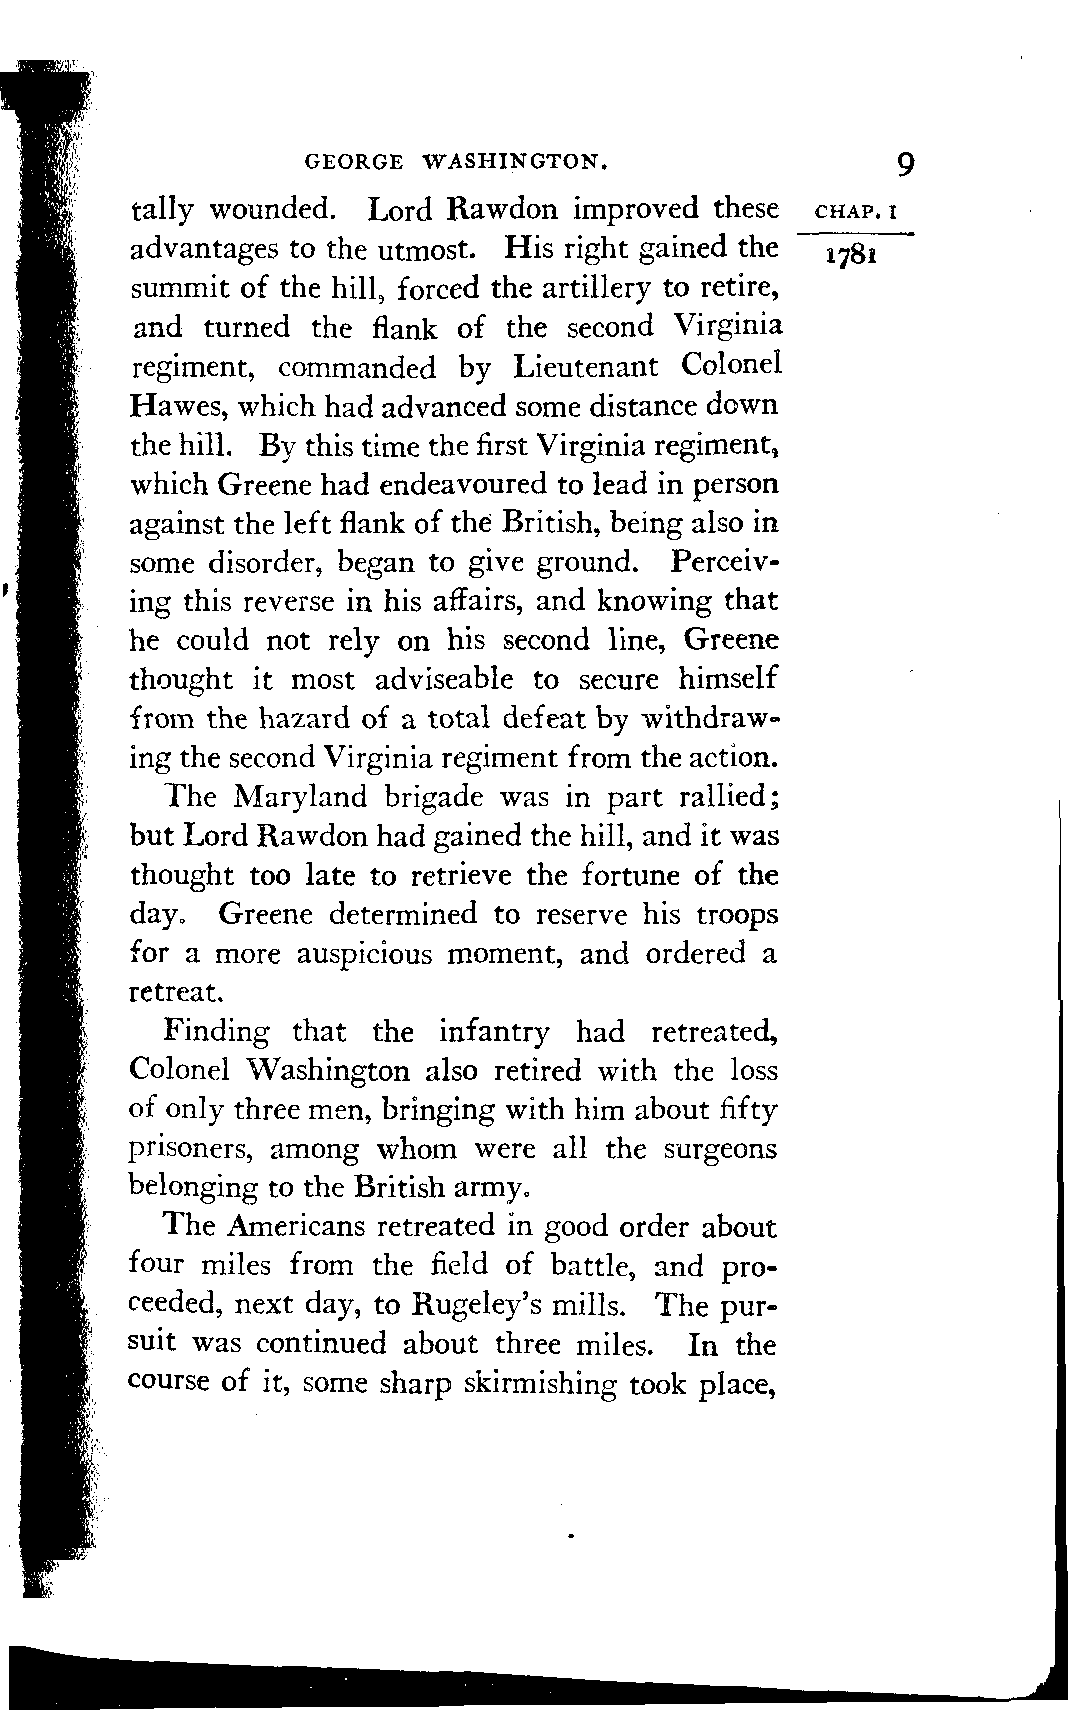 GEORGE WASHINGTON. 9
CHAP. I
1781
tally wounded. Lord Rawdon improved these
advantages to the utmost. His right gained the
summit of the hill, forced the artillery to retire,
and turned the flank of the second Virginia
regiment, commanded by Lieutenant Colonel
Hawes, which had advanced some distance down
the hill. By this time the first Virginia regiment,
which Greene had endeavoured to lead in person
against the left flank of the British, being also in
some disorder, began to give ground. Perceiv-
ing this reverse in his affairs, and knowing that
he could not rely on his second line, Greene
thought it most adviseable to secure himself
from the hazard of a total defeat by withdraw-
ing the second Virginia regiment from the action.
The Maryland brigade was in part rallied;
but Lord Rawdon had gained the hill, and it was
thought too late to retrieve the fortune of the
day. Greene determined to reserve his troops
for a more auspicious moment, and ordered a
retreat.
Finding that the infantry had retreated,
Colonel Washington also retired with the loss
of only three men, bringing with him about fifty
prisoners, among whom were all the surgeons
belonging to the British army.
The Americans retreated in good order about
four miles from the field of battle, and pro-
ceeded, next day, to Rugeley's mills. The pur-
suit was continued about three miles. In the
course of it, some sharp skirmishing took place,